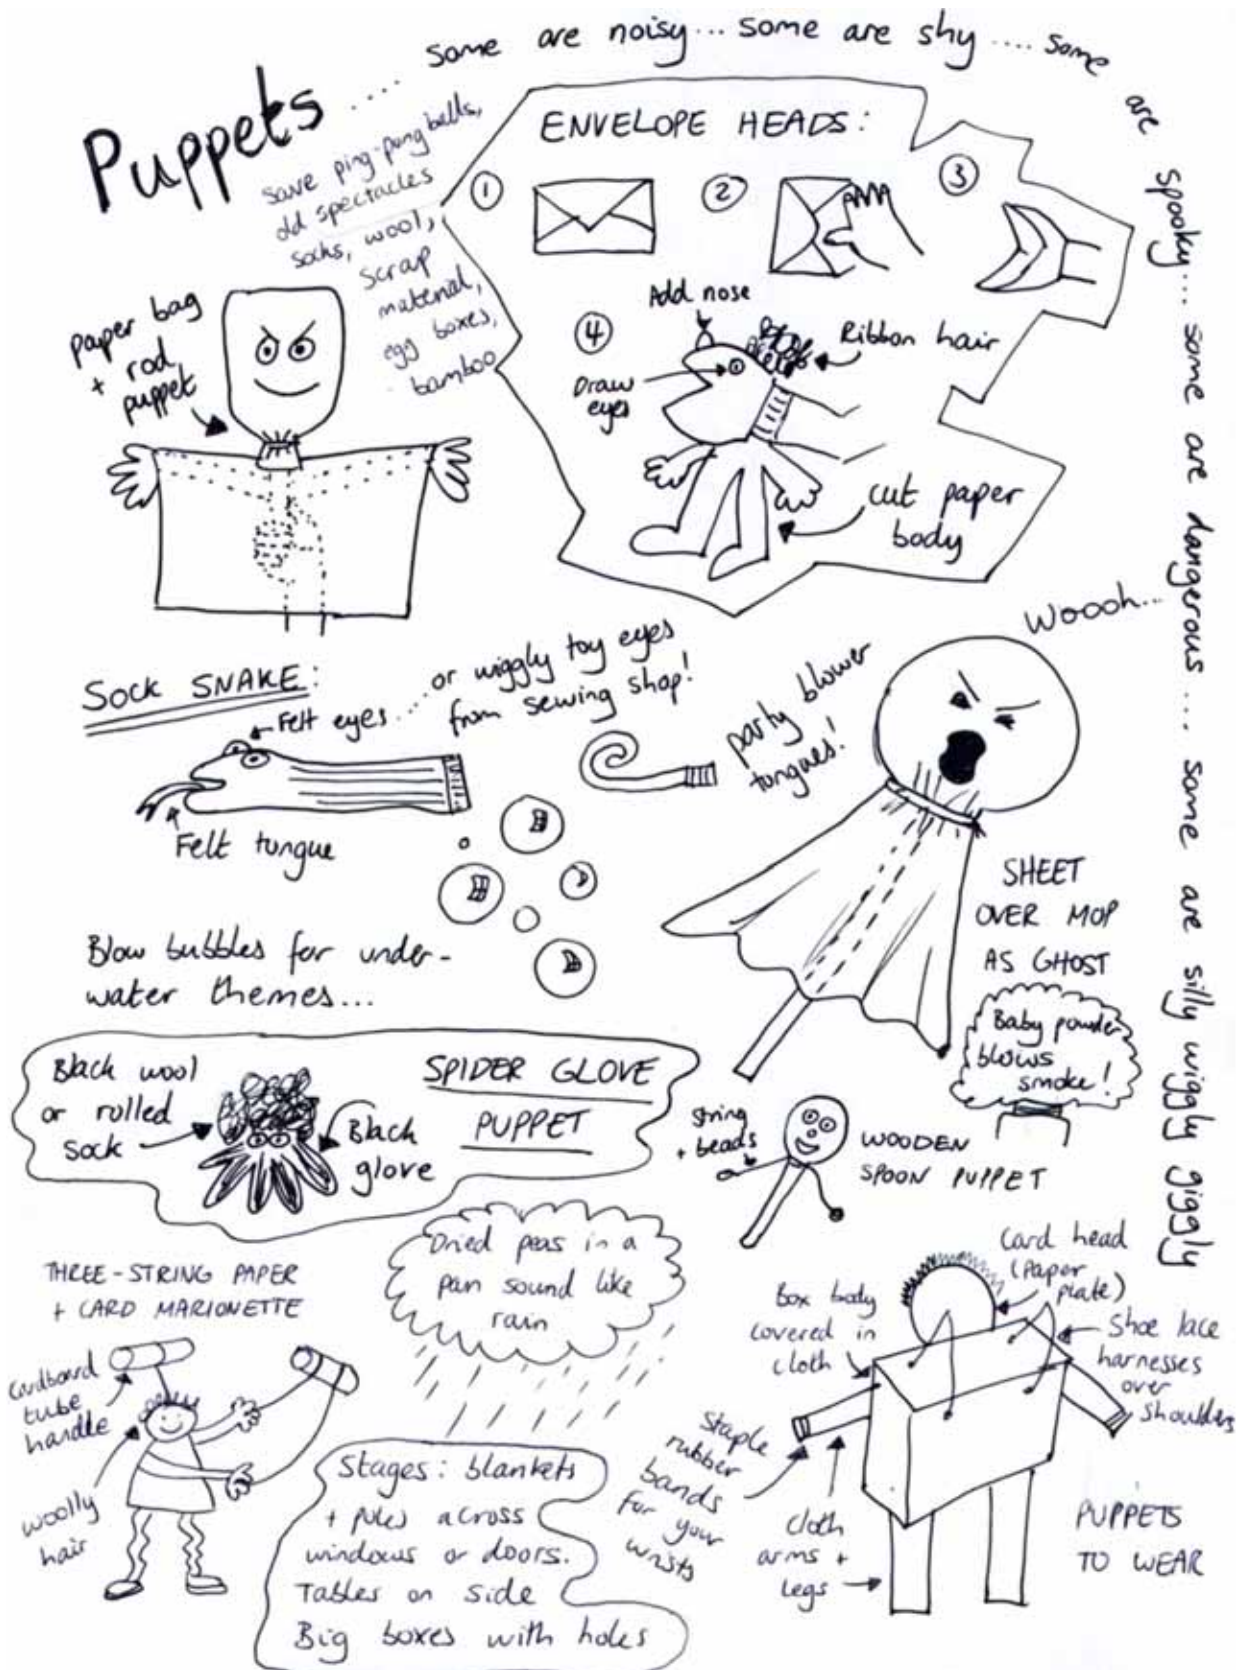 Puppets..... some are noisy... some are shy .... some are spooky.... some are dangerous .... some are silly wiggly giggly
Save ping-pong balls,
old spectacles
socks, wool,
scrap
material,
egg boxes,
bamboo
paper bag
+ rod
puppet
ENVELOPE HEADS:
1
2
3
4
Add nose
Ribbon hair
Draw
eyes
cut paper
body
SOCK SNAKE:
Felt eyes ..... or wiggly toy eyes
from sewing shop!
Felt tongue
party blower
tongues!
Woooh...
SHEET
OVER MOP
AS GHOST
Baby powder
blows
smoke!
Blow bubbles for under-
water themes...
SPIDER GLOVE
PUPPET
Black wool
or rolled
sock
Black
glove
string
+ beads
WOODEN
SPOON PUPPET
Dried peas in a
pan sound like
rain
THREE-STRING PAPER
+ CARD MARIONETTE
cardboard
tube
handle
woolly
hair
Stages: blankets
+ poles across
windows or doors.
Tables on side
Big boxes with holes
Card head
(paper
plate)
Box body
covered in
cloth
Shoe lace
harnesses
over
shoulders
Staple
rubber
bands
for your
wrists
cloth
arms +
legs
PUPPETS
TO WEAR